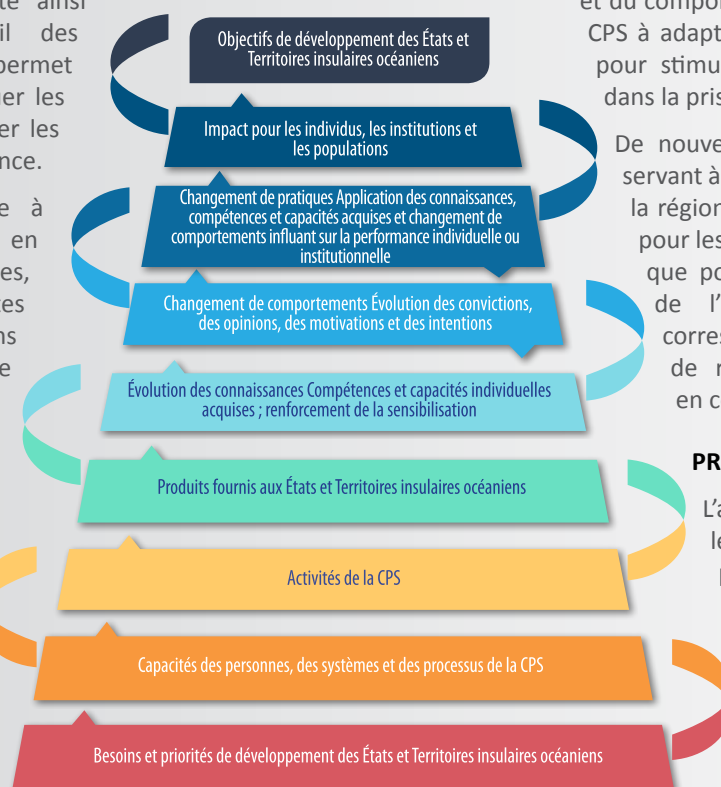 té ainsi
il des
permet
er les
er les
nce.
e à
en
es,
tes
ns
e
Objectifs de développement des États et
Territoires insulaires océaniens
Impact pour les individus, les institutions et
les populations
Changement de pratiques Application des connaissances,
compétences et capacités acquises et changement de
comportements influant sur la performance individuelle ou
institutionnelle
Changement de comportements Évolution des convictions,
des opinions, des motivations et des intentions
Évolution des connaissances Compétences et capacités individuelles
acquises ; renforcement de la sensibilisation
Produits fournis aux États et Territoires insulaires océaniens
Activités de la CPS
Capacités des personnes, des systèmes et des processus de la CPS
Besoins et priorités de développement des États et Territoires insulaires océaniens
et du compor
CPS à adapt
pour stimu
dans la pris
De nouve
servant à
la région
pour les
que po
de l'
corres
de r
en c
PR
L'a
le